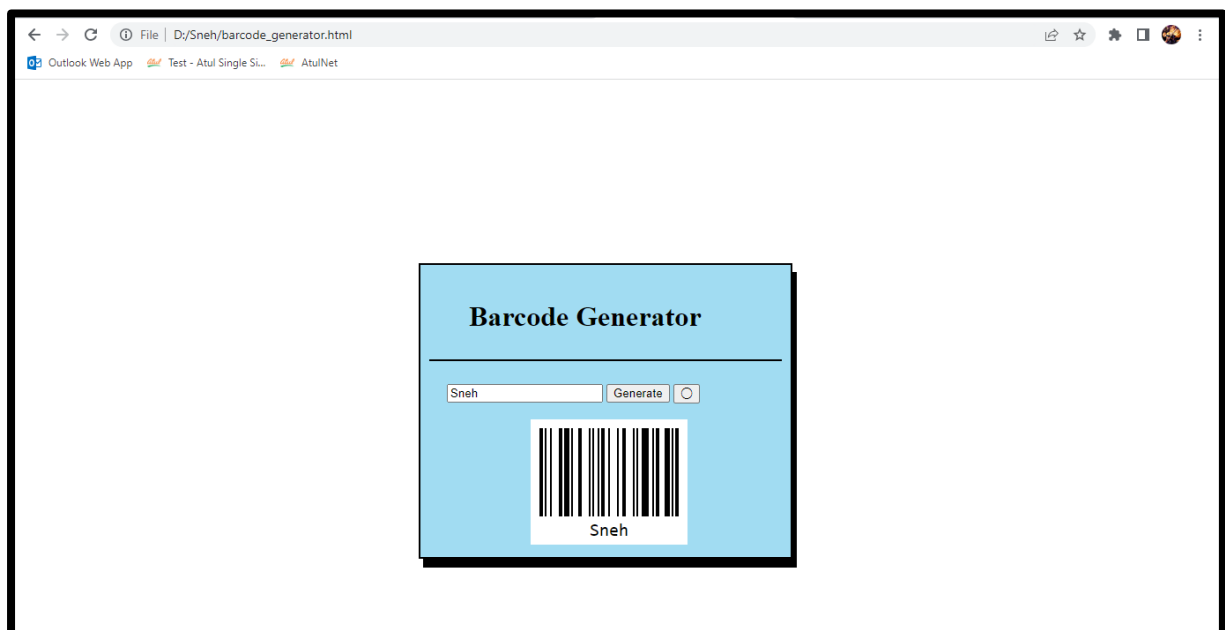 File D:/Sneh/barcode_generator.html
Outlook Web App Test - Atul Single Si... AtulNet
Barcode Generator
Sneh Generate
Sneh